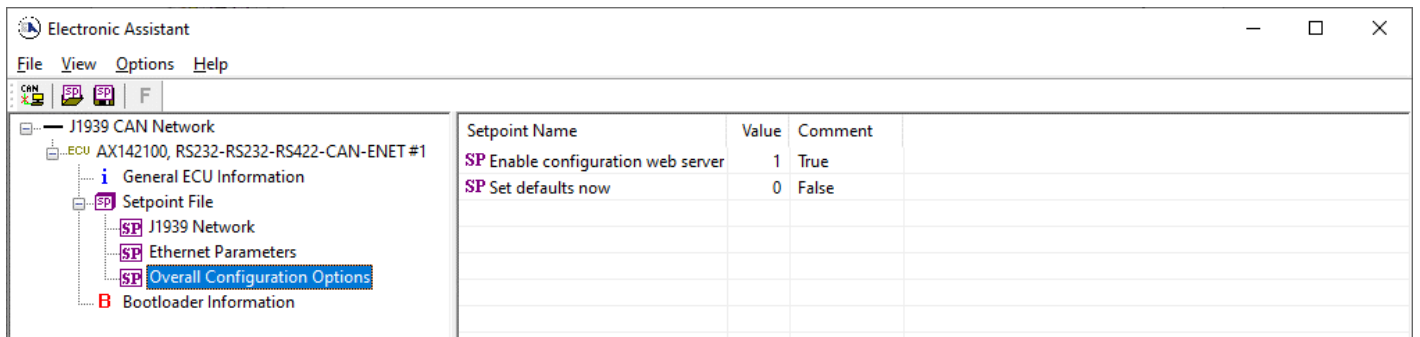 Electronic Assistant
File View Options Help
CAN SP SP F
J1939 CAN Network
ECU AX142100, RS232-RS232-RS422-CAN-ENET #1
i General ECU Information
SP Setpoint File
SP J1939 Network
SP Ethernet Parameters
SP Overall Configuration Options
B Bootloader Information
Setpoint Name Value Comment
SP Enable configuration web server 1 True
SP Set defaults now 0 False